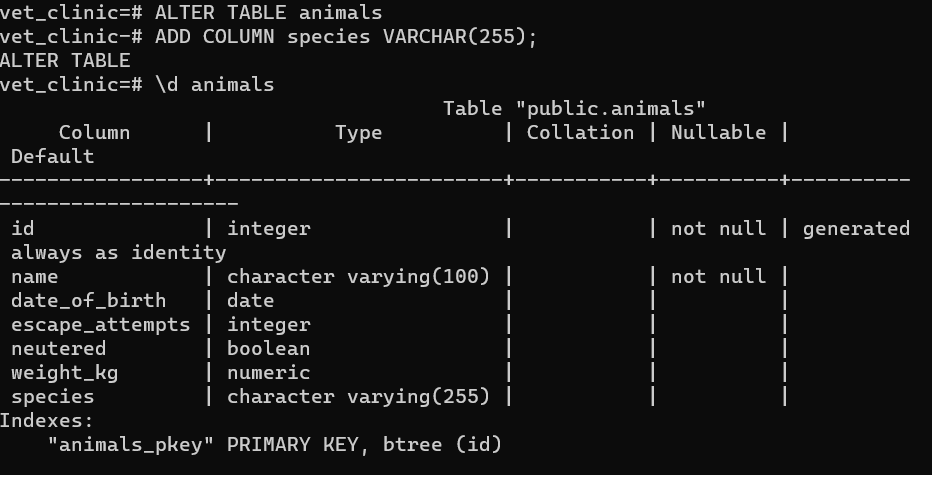 vet_clinic=# ALTER TABLE animals
vet_clinic-# ADD COLUMN species VARCHAR(255);
ALTER TABLE
vet_clinic=# \d animals
                                     Table "public.animals"
     Column      |          Type          | Collation | Nullable |
 Default
-----------------+------------------------+-----------+----------+----------
--------------------
 id              | integer                |           | not null | generated
 always as identity
 name            | character varying(100) |           | not null |
 date_of_birth   | date                   |           |          |
 escape_attempts | integer                |           |          |
 neutered        | boolean                |           |          |
 weight_kg       | numeric                |           |          |
 species         | character varying(255) |           |          |
Indexes:
    "animals_pkey" PRIMARY KEY, btree (id)